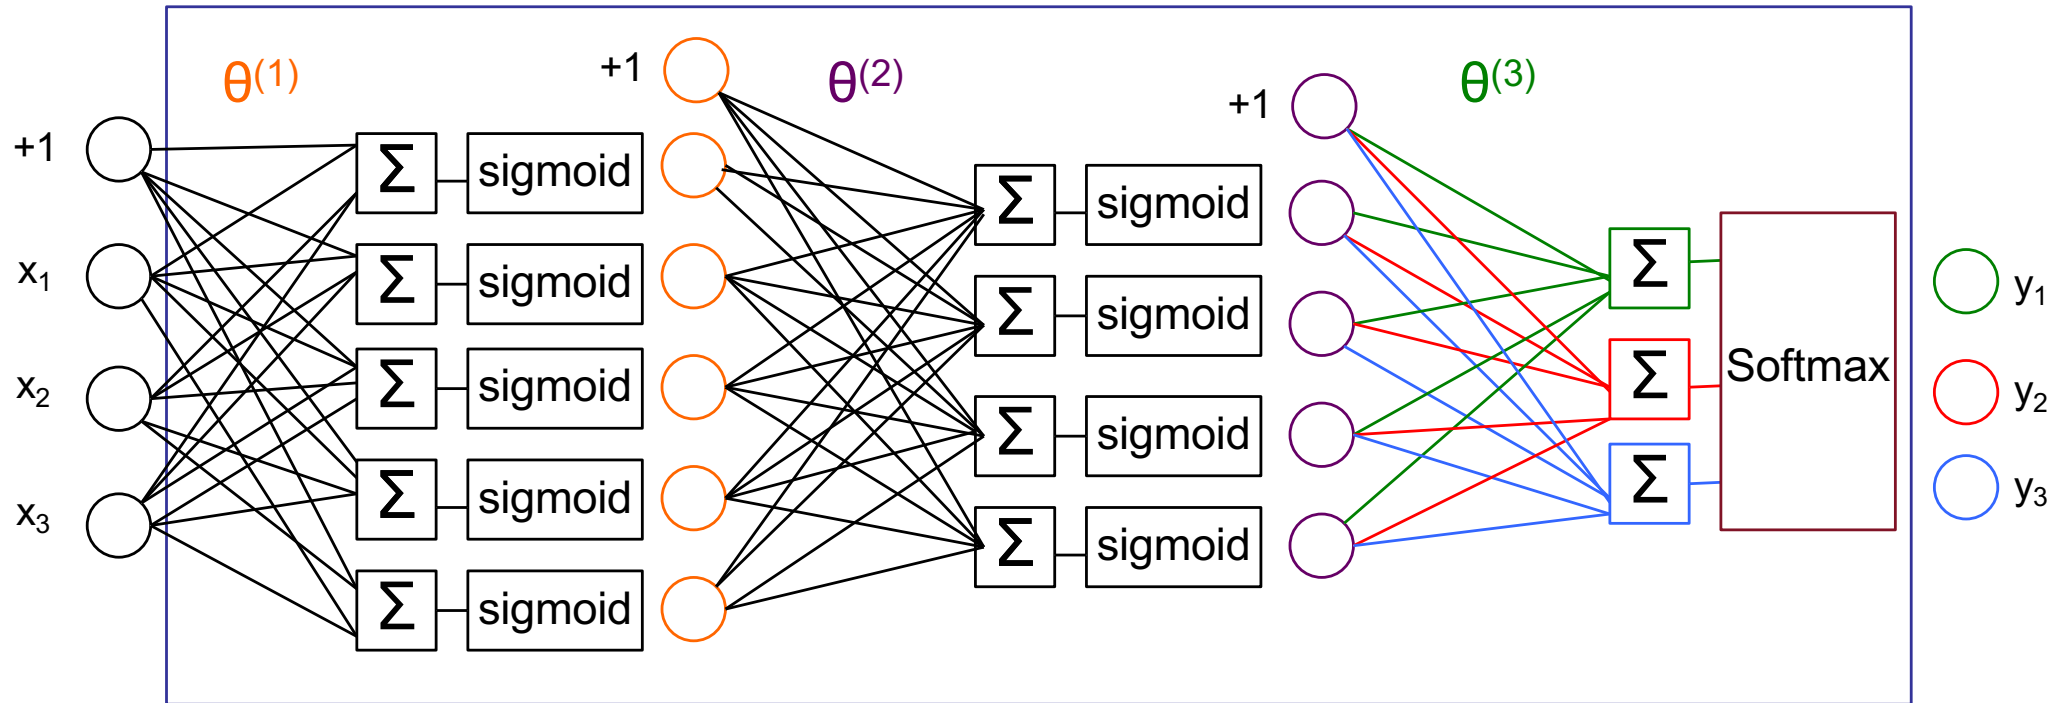 θ(1)
+1
θ(2)
θ(3)
+1
+1
x1
x2
x3
Σ sigmoid
Σ sigmoid
Σ sigmoid
Σ sigmoid
Σ sigmoid
Σ sigmoid
Σ sigmoid
Σ sigmoid
Σ sigmoid
Σ
Σ
Σ
Softmax
y1
y2
y3